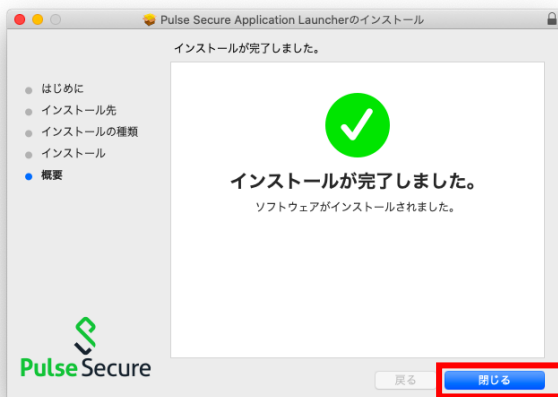 Pulse Secure Application Launcherのインストール
インストールが完了しました。
はじめに
インストール先
インストールの種類
インストール
概要
インストールが完了しました。
ソフトウェアがインストールされました。
Pulse Secure
戻る
閉じる